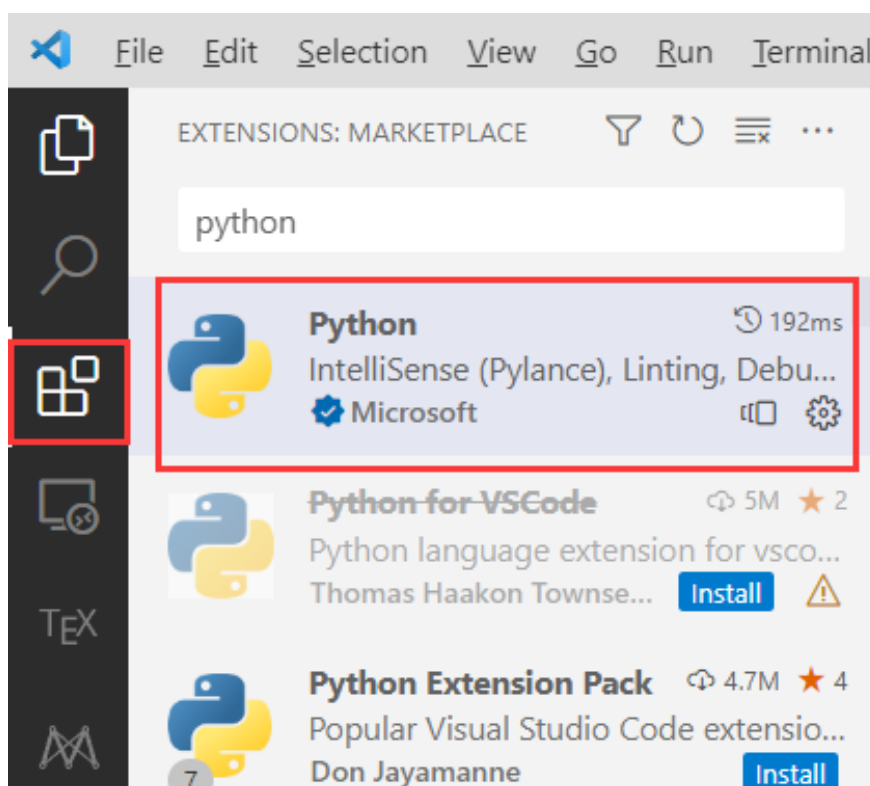 File Edit Selection View Go Run Terminal
EXTENSIONS: MARKETPLACE
python
Python 192ms
IntelliSense (Pylance), Linting, Debu...
Microsoft
Python for VSCode 5M 2
Python language extension for vsco...
Thomas Haakon Townse... Install
TEX
Python Extension Pack 4.7M 4
Popular Visual Studio Code extensio...
7 Don Jayamanne Install